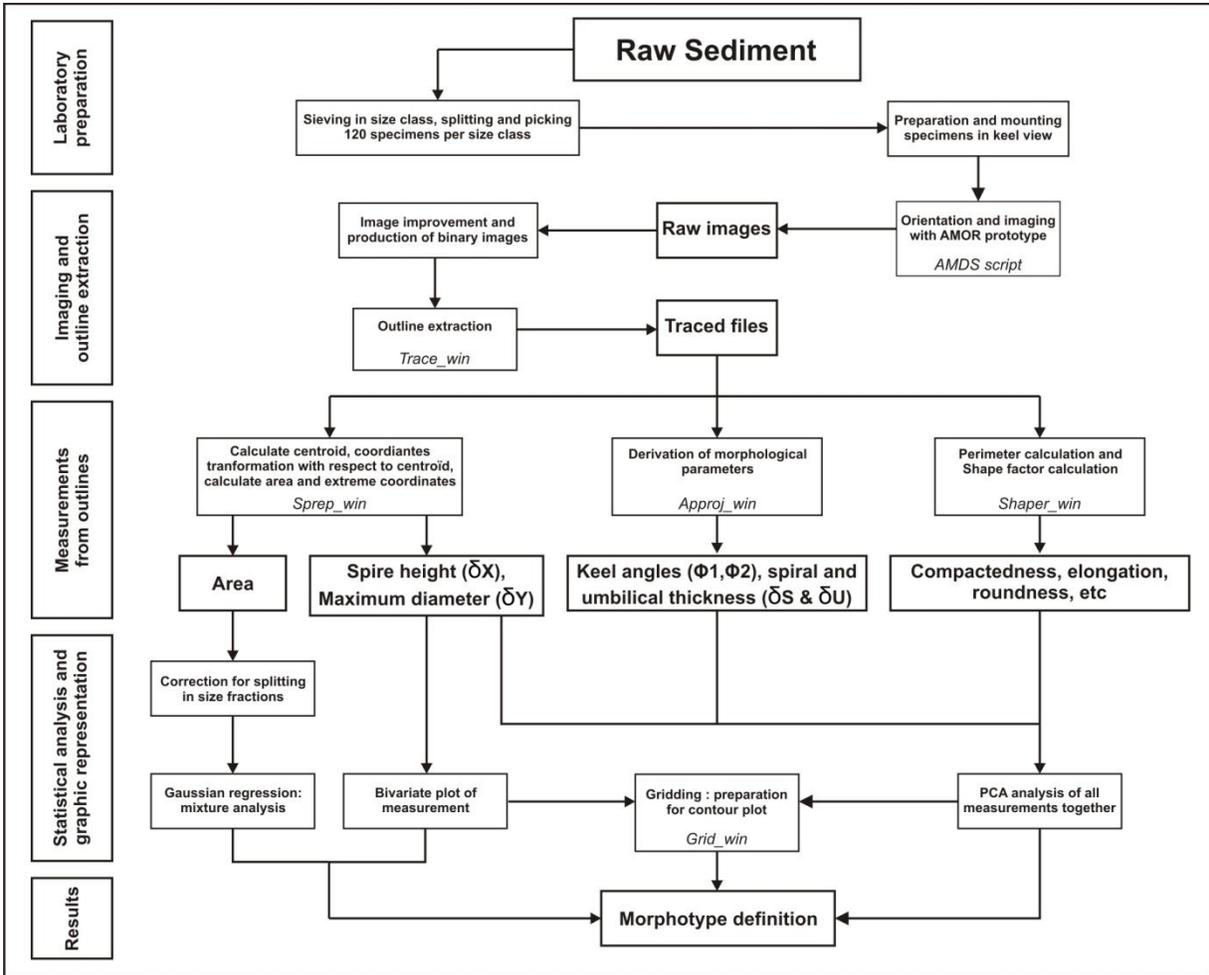 Laboratory
preparation
Raw Sediment
Sieving in size class, splitting and picking
120 specimens per size class
Preparation and mounting
specimens in keel view
Imaging and
outline extraction
Orientation and imaging
with AMOR prototype
AMDS script
Raw images
Image improvement and
production of binary images
Outline extraction
Trace_win
Traced files
Measurements
from outlines
Calculate centroid, coordiantes
tranformation with respect to centroïd,
calculate area and extreme coordinates
Sprep_win
Derivation of morphological
parameters
Approj_win
Perimeter calculation and
Shape factor calculation
Shaper_win
Area
Spire height (δX),
Maximum diameter (δY)
Keel angles (Φ1,Φ2), spiral and
umbilical thickness (δS & δU)
Compactedness, elongation,
roundness, etc
Statistical analysis and
graphic representation
Correction for splitting
in size fractions
Gaussian regression:
mixture analysis
Bivariate plot of
measurement
Gridding : preparation
for contour plot
Grid_win
PCA analysis of all
measurements together
Results
Morphotype definition